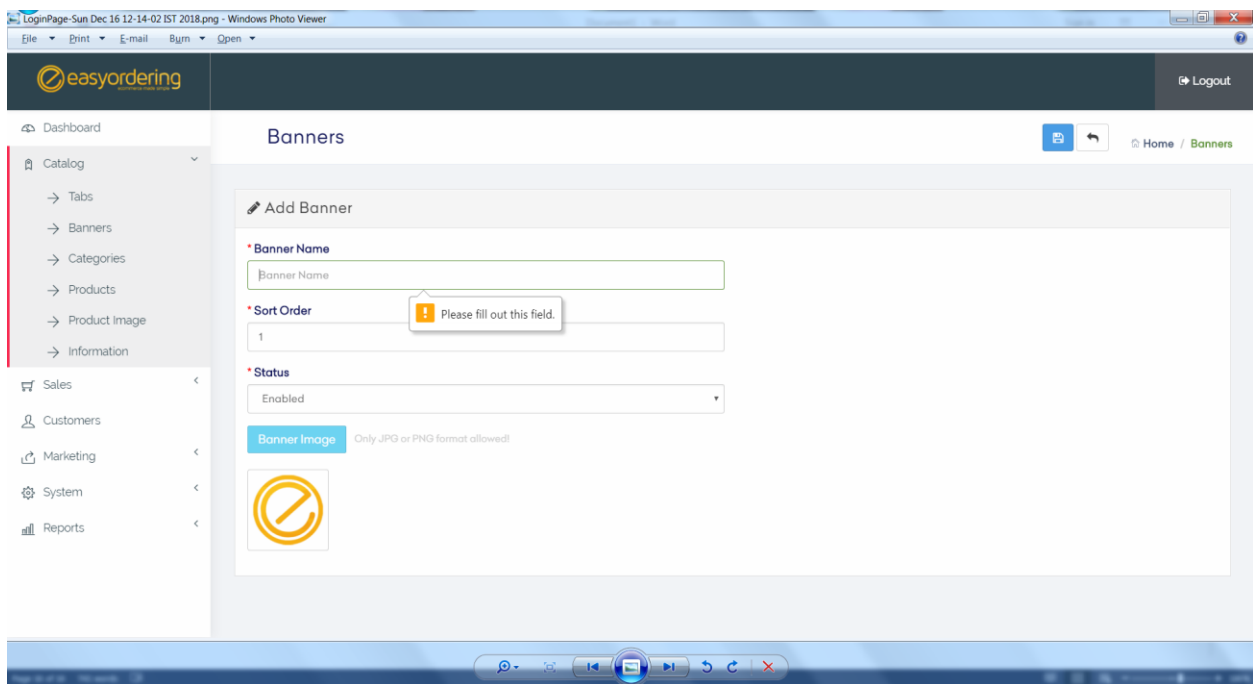 LoginPage-Sun Dec 16 12-14-02 IST 2018.png - Windows Photo Viewer
File Print E-mail Burn Open
easyordering
ecommerce made simple
Logout
Dashboard
Banners
Home / Banners
Catalog
Tabs
Banners
Categories
Products
Product Image
Information
Sales
Customers
Marketing
System
Reports
Add Banner
* Banner Name
Banner Name
Please fill out this field.
* Sort Order
1
* Status
Enabled
Banner Image Only JPG or PNG format allowed!